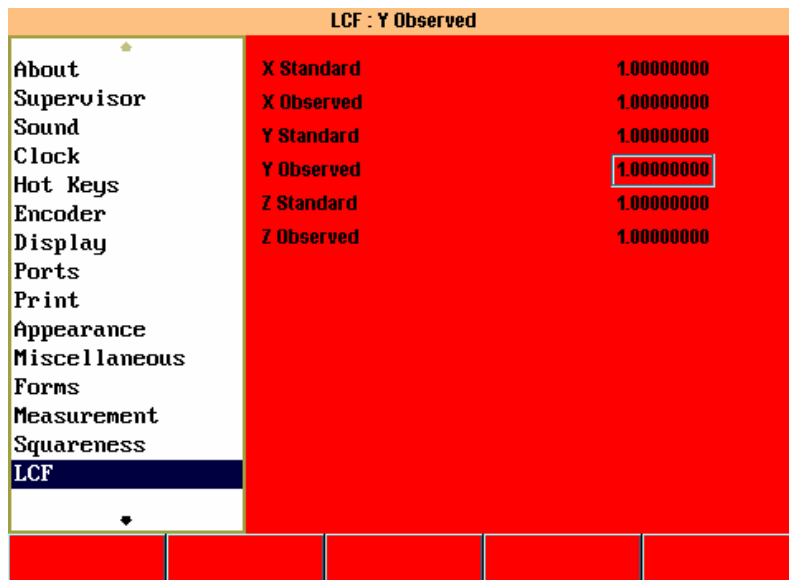 LCF : Y Observed
About
Supervisor
Sound
Clock
Hot Keys
Encoder
Display
Ports
Print
Appearance
Miscellaneous
Forms
Measurement
Squareness
LCF
X Standard 1.00000000
X Observed 1.00000000
Y Standard 1.00000000
Y Observed 1.00000000
Z Standard 1.00000000
Z Observed 1.00000000